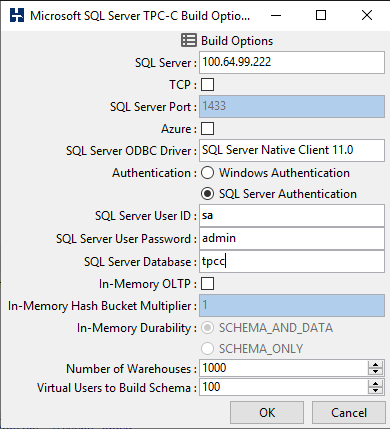 Microsoft SQL Server TPC-C Build Optio...
Build Options
SQL Server : 100.64.99.222
TCP :
SQL Server Port : 1433
Azure :
SQL Server ODBC Driver : SQL Server Native Client 11.0
Authentication : Windows Authentication
SQL Server Authentication
SQL Server User ID : sa
SQL Server User Password : admin
SQL Server Database : tpcc
In-Memory OLTP :
In-Memory Hash Bucket Multiplier : 1
In-Memory Durability : SCHEMA_AND_DATA
SCHEMA_ONLY
Number of Warehouses : 1000
Virtual Users to Build Schema : 100
OK Cancel